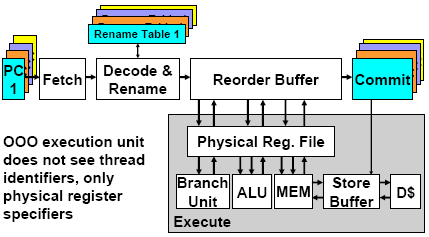 Rename Table 1
PC
1
Fetch
Decode &
Rename
Reorder Buffer
Commit
Physical Reg. File
OOO execution unit
does not see thread
identifiers, only
physical register
specifiers
Branch
Unit
ALU
MEM
Store
Buffer
D$
Execute